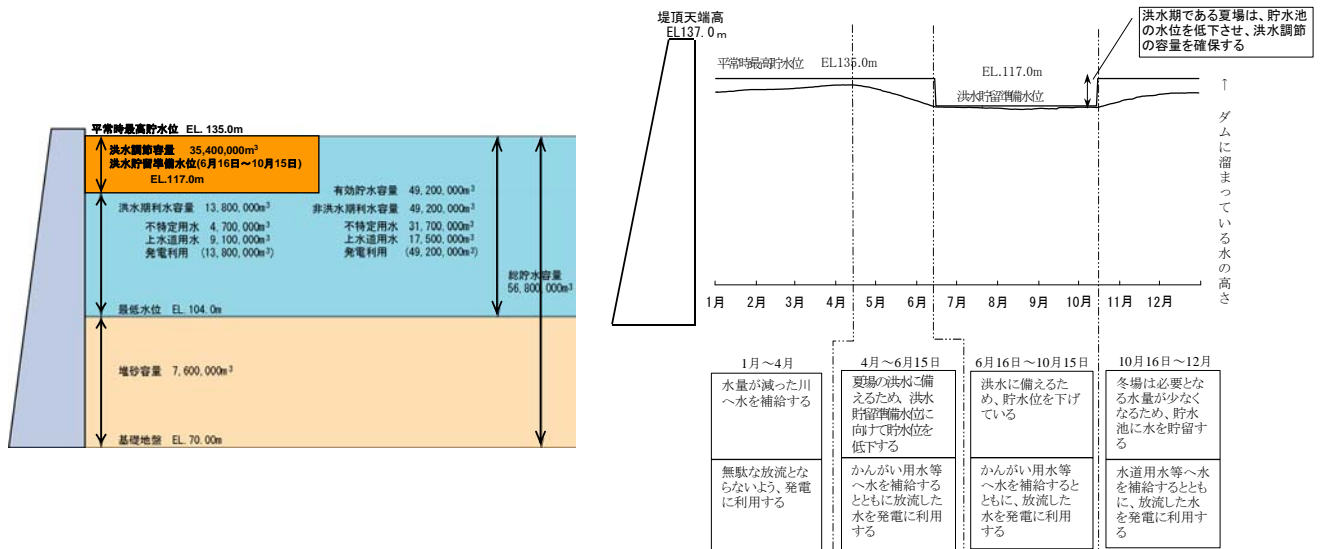 平常時最高貯水位 EL. 135.0m
洪水調節容量 35,400,000m³
洪水貯留準備水位(6月16日～10月15日)
EL.117.0m
有効貯水容量 49,200,000m³
洪水期利水容量 13,800,000m³
不特定用水 4,700,000m³
上水道用水 9,100,000m³
発電利用 (13,800,000m³)
非洪水期利水容量 49,200,000m³
不特定用水 31,700,000m³
上水道用水 17,500,000m³
発電利用 (49,200,000m³)
総貯水容量
56,800,000m³
最低水位 EL.104.0m
堆砂容量 7,600,000m³
基礎地盤 EL.70.00m
堤頂天端高
EL137.0m
洪水期である夏場は、貯水池
の水位を低下させ、洪水調節
の容量を確保する
平常時最高貯水位 EL135.0m
EL.117.0m
洪水貯留準備水位
↑ ダムに溜まっている水の高さ
1月 2月 3月 4月 5月 6月 7月 8月 9月 10月 11月 12月
1月～4月
水量が減った川
へ水を補給する
無駄な放流とな
らないよう、発電
に利用する
4月～6月15日
夏場の洪水に備
えるため、洪水
貯留準備水位に
向けて貯水位を
低下する
かんがい用水等
へ水を補給する
とともに放流した
水を発電に利用
する
6月16日～10月15日
洪水に備えるた
め、貯水位を下げ
ている
かんがい用水等
へ水を補給すると
ともに、放流した
水を発電に利用
する
10月16日～12月
冬場は必要とな
る水量が少なく
なるため、貯水
池に水を貯留す
る
水道用水等へ水
を補給するととも
に、放流した水
を発電に利用す
る